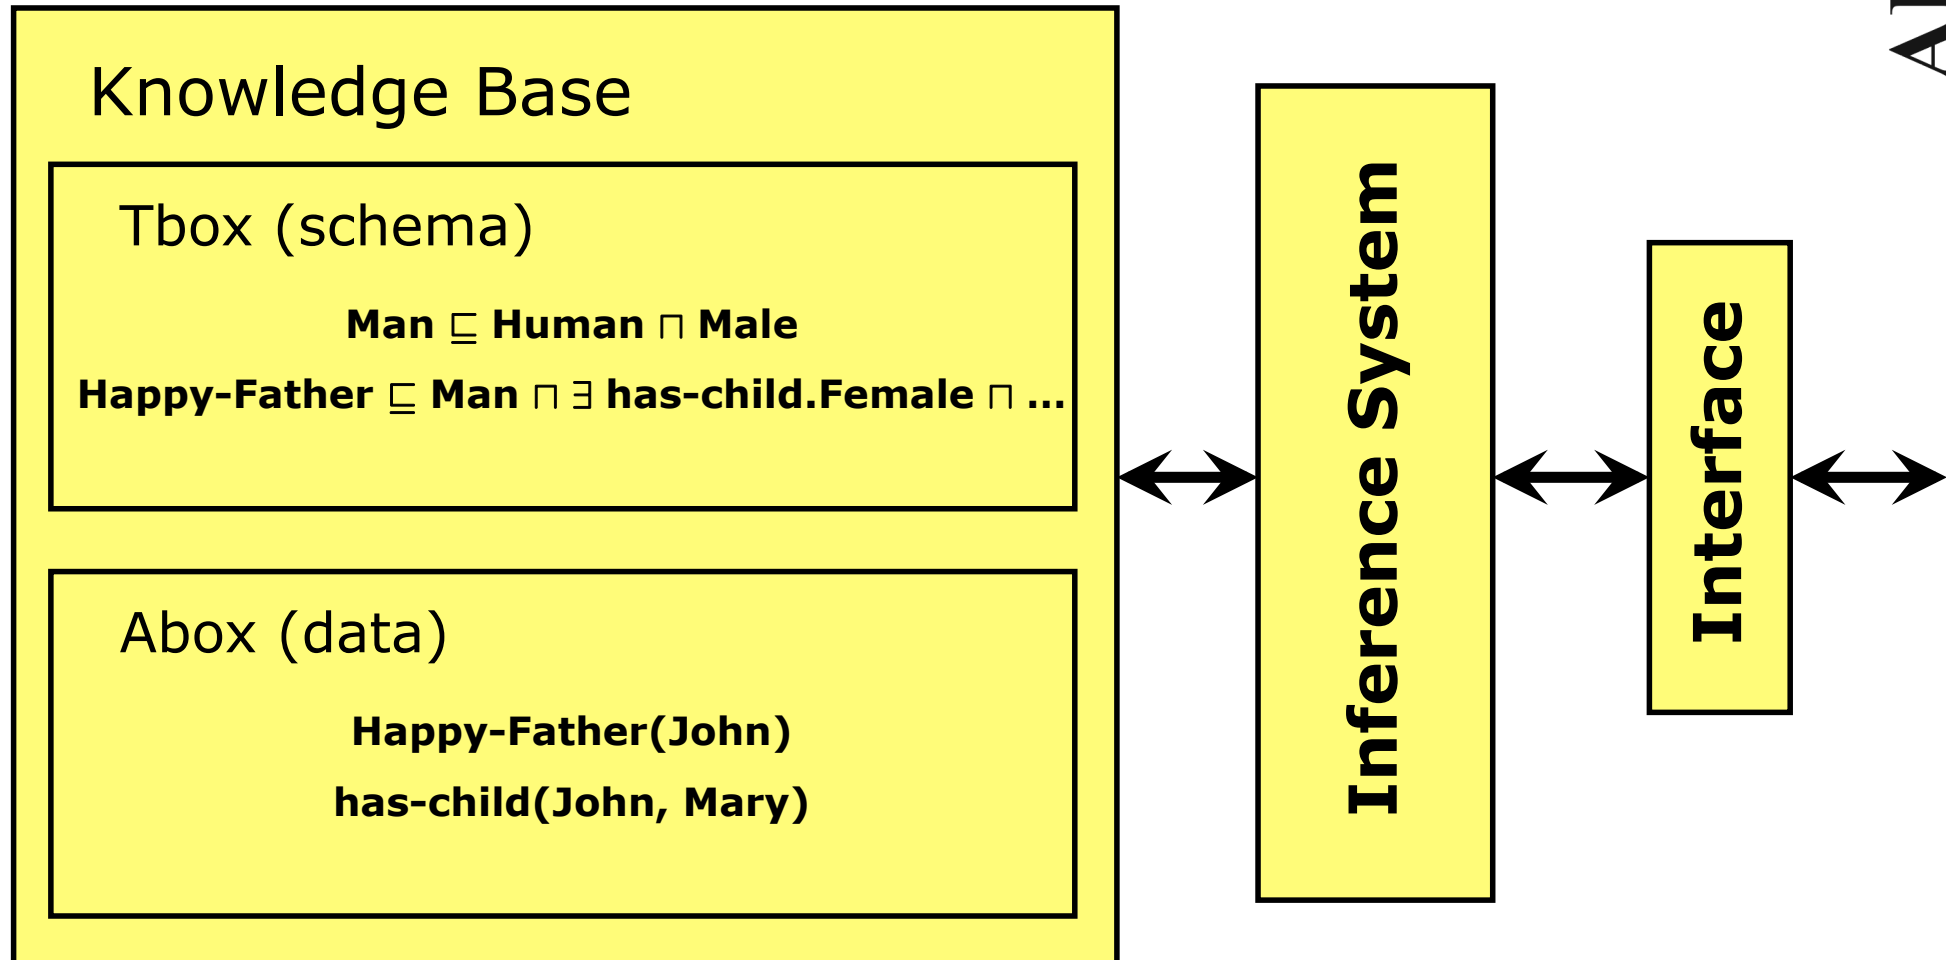 Knowledge Base
Tbox (schema)
Man ⊑ Human ⊓ Male
Happy-Father ⊑ Man ⊓ ∃ has-child.Female ⊓ ...
Abox (data)
Happy-Father(John)
has-child(John, Mary)
Inference System
Interface